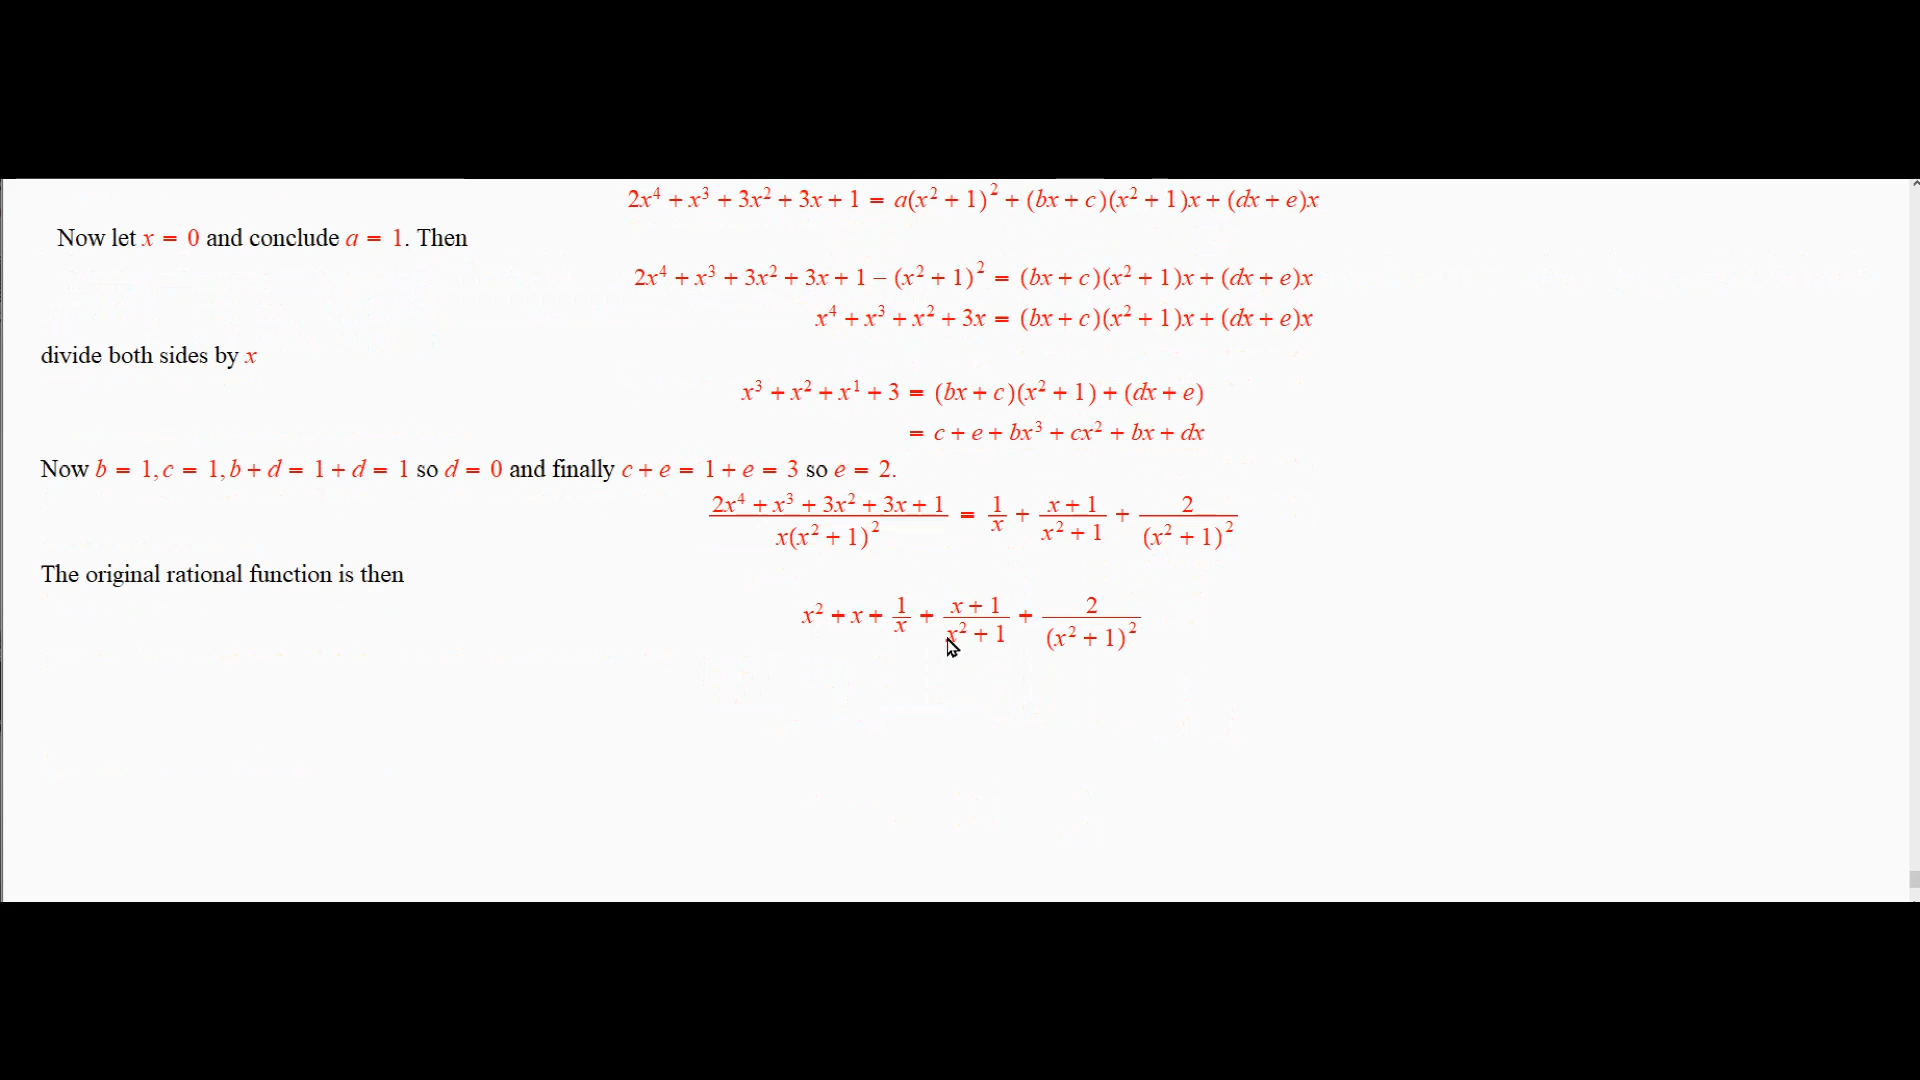 2x⁴ + x³ + 3x² + 3x + 1 = a(x² + 1)² + (bx + c)(x² + 1)x + (dx + e)x
Now let x = 0 and conclude a = 1. Then
2x⁴ + x³ + 3x² + 3x + 1 − (x² + 1)² = (bx + c)(x² + 1)x + (dx + e)x
x⁴ + x³ + x² + 3x = (bx + c)(x² + 1)x + (dx + e)x
divide both sides by x
x³ + x² + x¹ + 3 = (bx + c)(x² + 1) + (dx + e)
= c + e + bx³ + cx² + bx + dx
Now b = 1, c = 1, b + d = 1 + d = 1 so d = 0 and finally c + e = 1 + e = 3 so e = 2.
(2x⁴ + x³ + 3x² + 3x + 1)/(x(x² + 1)²) = 1/x + (x + 1)/(x² + 1) + 2/(x² + 1)²
The original rational function is then
x² + x + 1/x + (x + 1)/(x² + 1) + 2/(x² + 1)²